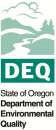 DEQ
State of Oregon
Department of
Environmental
Quality